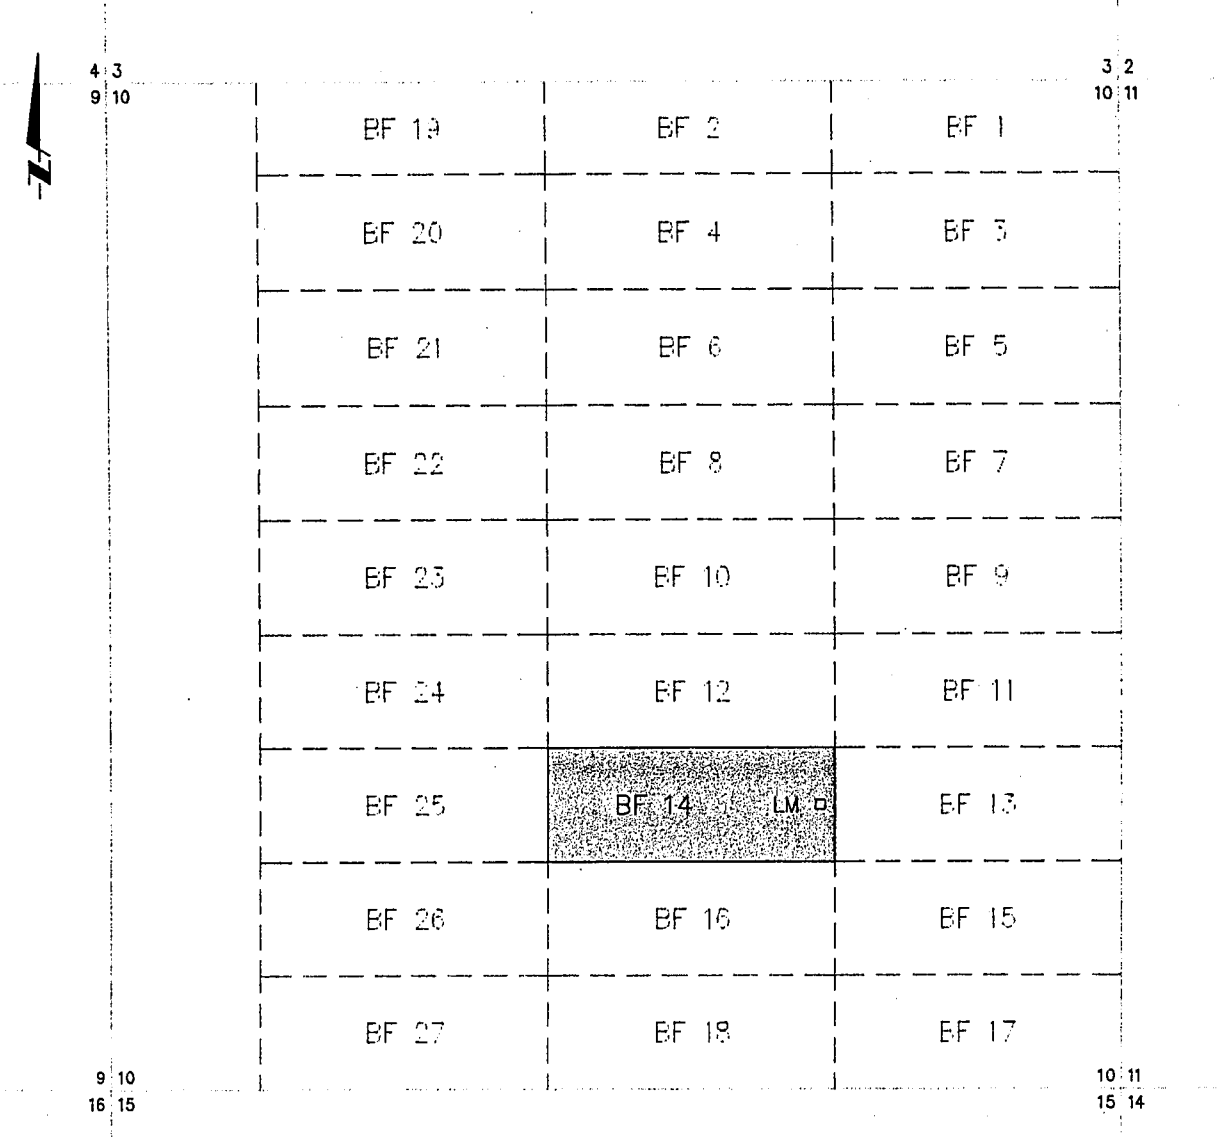 4 3
3 2
9 10
10 11
N
BF 19 BF 2 BF 1
BF 20 BF 4 BF 3
BF 21 BF 6 BF 5
BF 22 BF 8 BF 7
BF 23 BF 10 BF 9
BF 24 BF 12 BF 11
BF 25 BF 14 LM BF 13
BF 26 BF 16 BF 15
BF 27 BF 18 BF 17
9 10
10 11
16 15
15 14